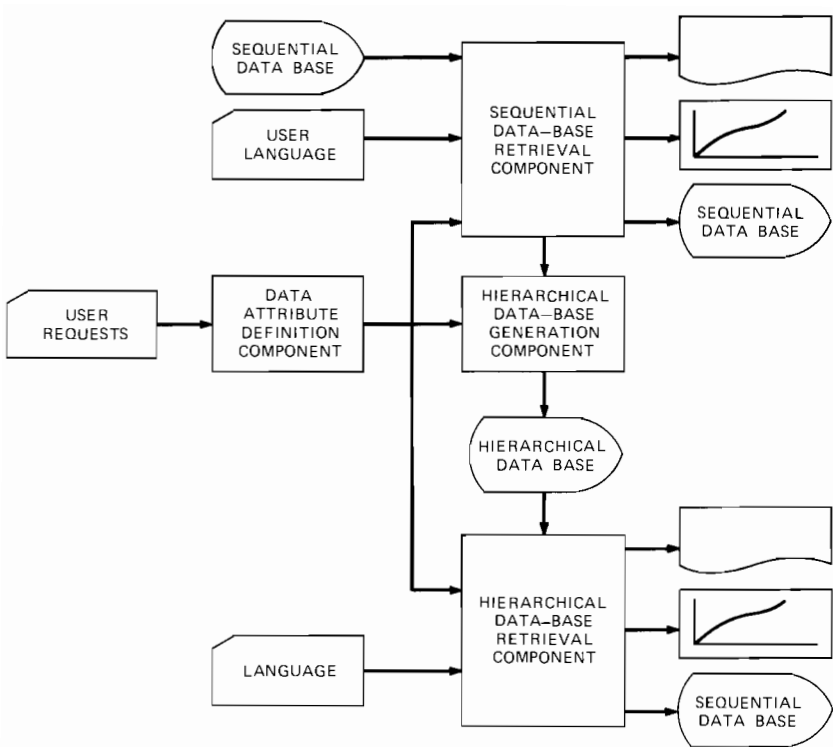 SEQUENTIAL
DATA BASE
USER
LANGUAGE
SEQUENTIAL
DATA-BASE
RETRIEVAL
COMPONENT
SEQUENTIAL
DATA BASE
USER
REQUESTS
DATA
ATTRIBUTE
DEFINITION
COMPONENT
HIERARCHICAL
DATA-BASE
GENERATION
COMPONENT
HIERARCHICAL
DATA BASE
LANGUAGE
HIERARCHICAL
DATA-BASE
RETRIEVAL
COMPONENT
SEQUENTIAL
DATA BASE